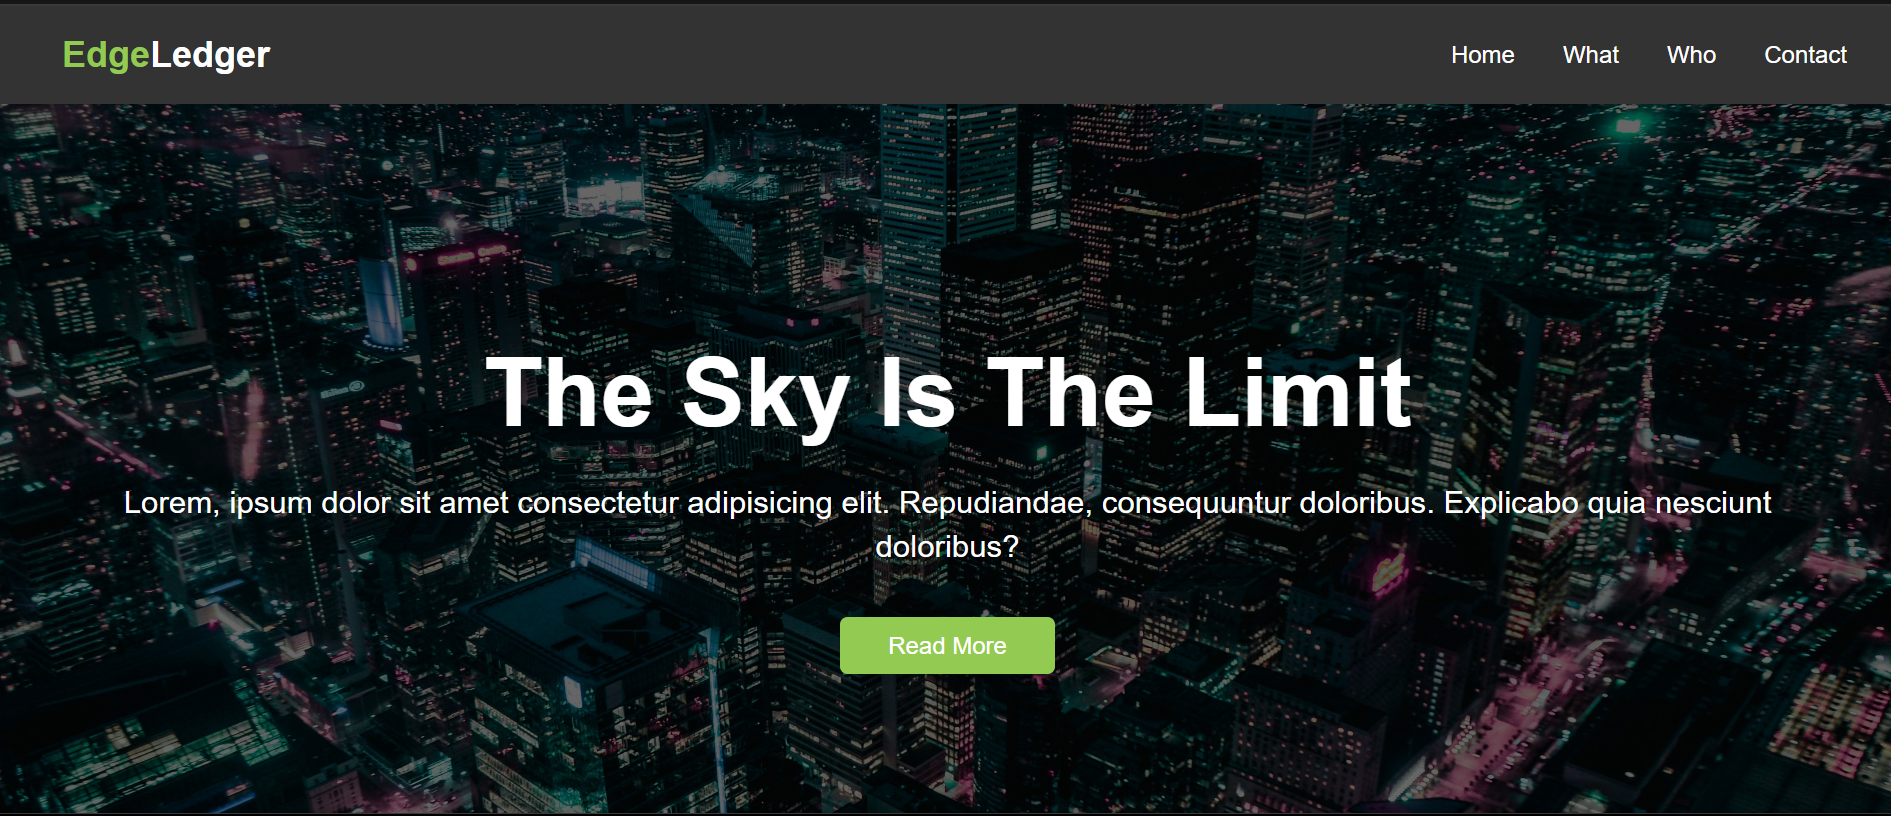 EdgeLedger
Home What Who Contact
The Sky Is The Limit
Lorem, ipsum dolor sit amet consectetur adipisicing elit. Repudiandae, consequuntur doloribus. Explicabo quia nesciunt
doloribus?
Read More